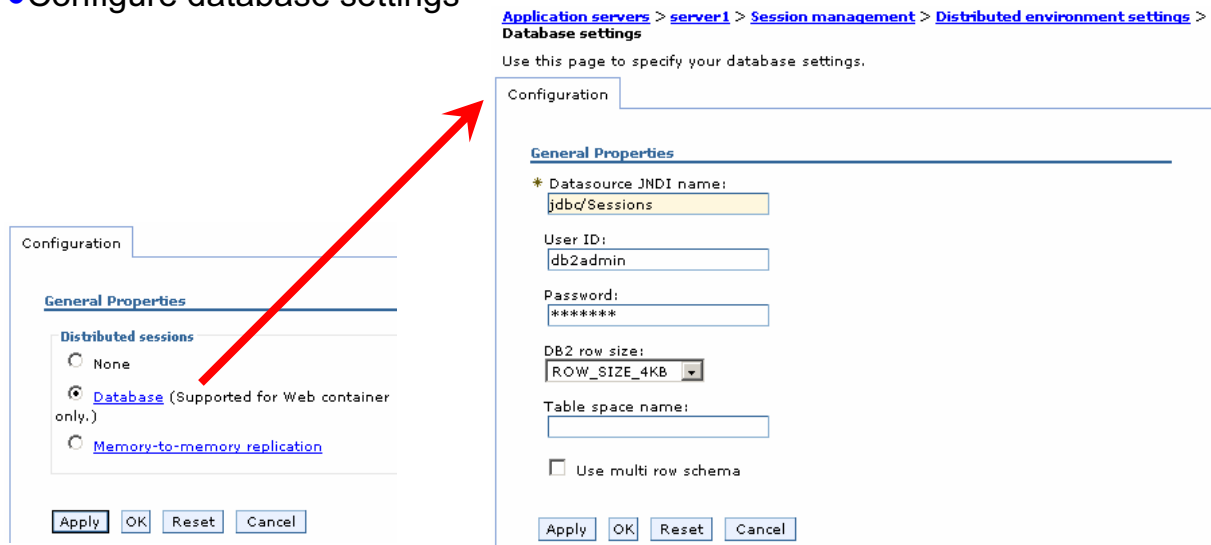 ●Configure database settings
Application servers > server1 > Session management > Distributed environment settings >
Database settings
Use this page to specify your database settings.
Configuration
General Properties
* Datasource JNDI name:
jdbc/Sessions
User ID:
db2admin
Password:
*******
DB2 row size:
ROW_SIZE_4KB
Table space name:
Use multi row schema
Apply OK Reset Cancel
Configuration
General Properties
Distributed sessions
None
Database (Supported for Web container
only.)
Memory-to-memory replication
Apply OK Reset Cancel